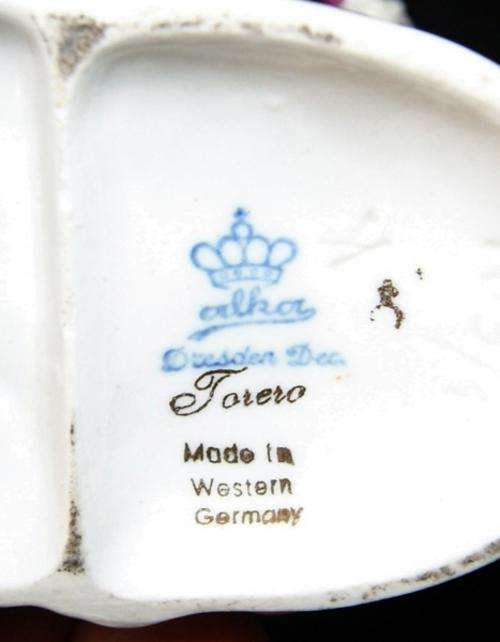 alka
Dresden Dec.
Torero
Made In
Western
Germany